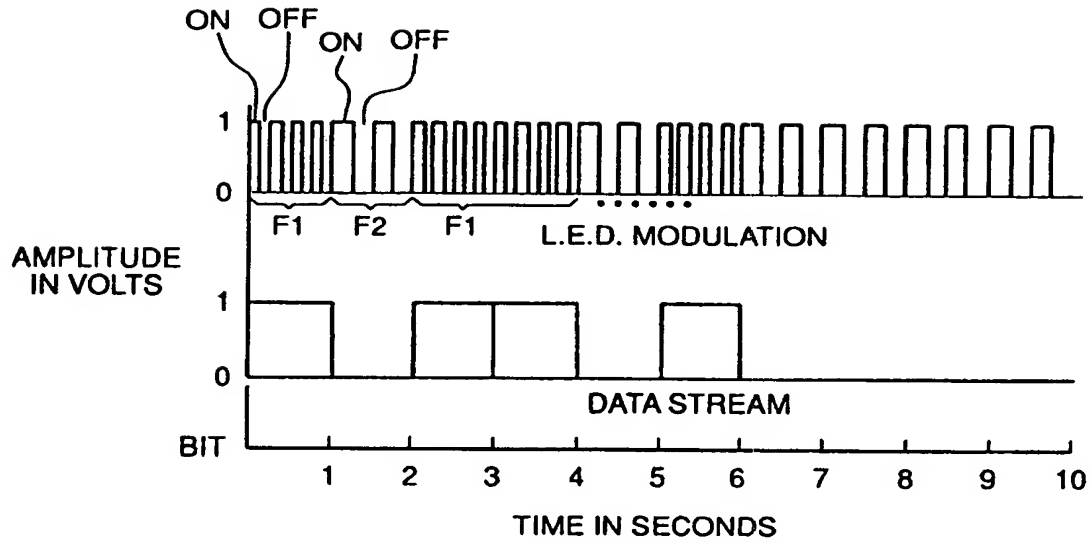 ON OFF
ON OFF
1
0
F1 F2 F1
L.E.D. MODULATION
AMPLITUDE
IN VOLTS
1
0
DATA STREAM
BIT
1 2 3 4 5 6 7 8 9 10
TIME IN SECONDS